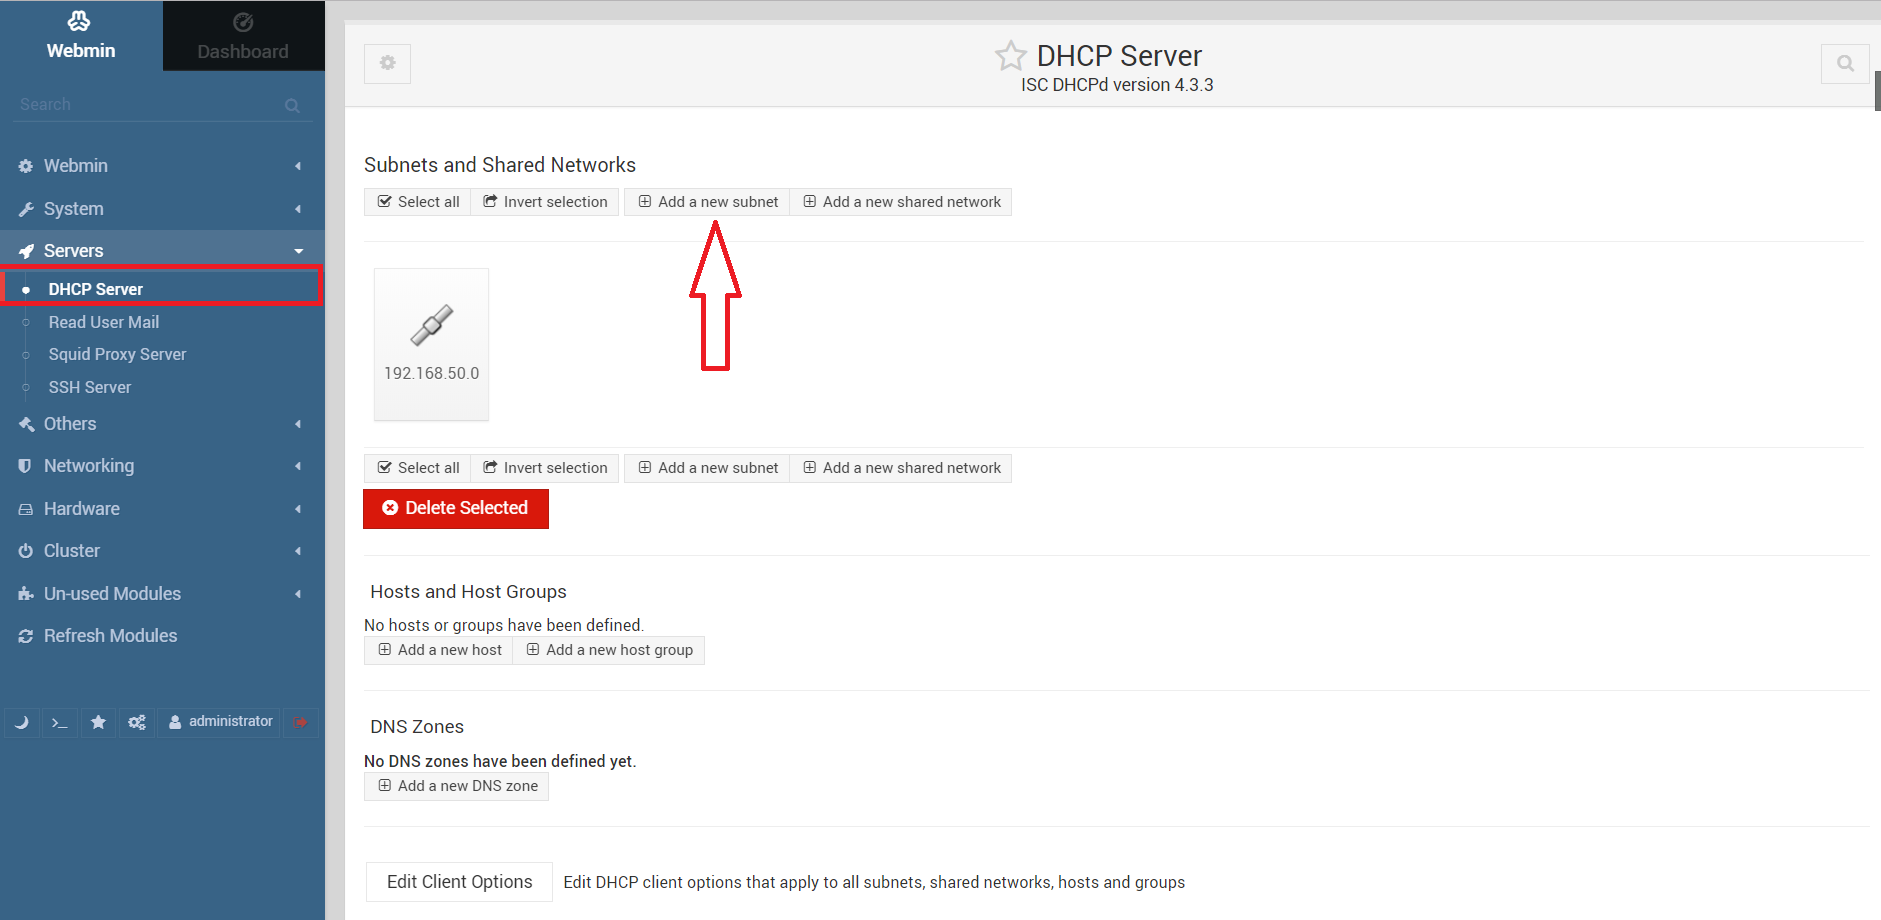 Webmin
Dashboard
Search
Webmin
System
Servers
DHCP Server
Read User Mail
Squid Proxy Server
SSH Server
Others
Networking
Hardware
Cluster
Un-used Modules
Refresh Modules
>_
administrator
DHCP Server
ISC DHCPd version 4.3.3
Subnets and Shared Networks
Select all Invert selection Add a new subnet Add a new shared network
192.168.50.0
Select all Invert selection Add a new subnet Add a new shared network
Delete Selected
Hosts and Host Groups
No hosts or groups have been defined.
Add a new host Add a new host group
DNS Zones
No DNS zones have been defined yet.
Add a new DNS zone
Edit Client Options Edit DHCP client options that apply to all subnets, shared networks, hosts and groups